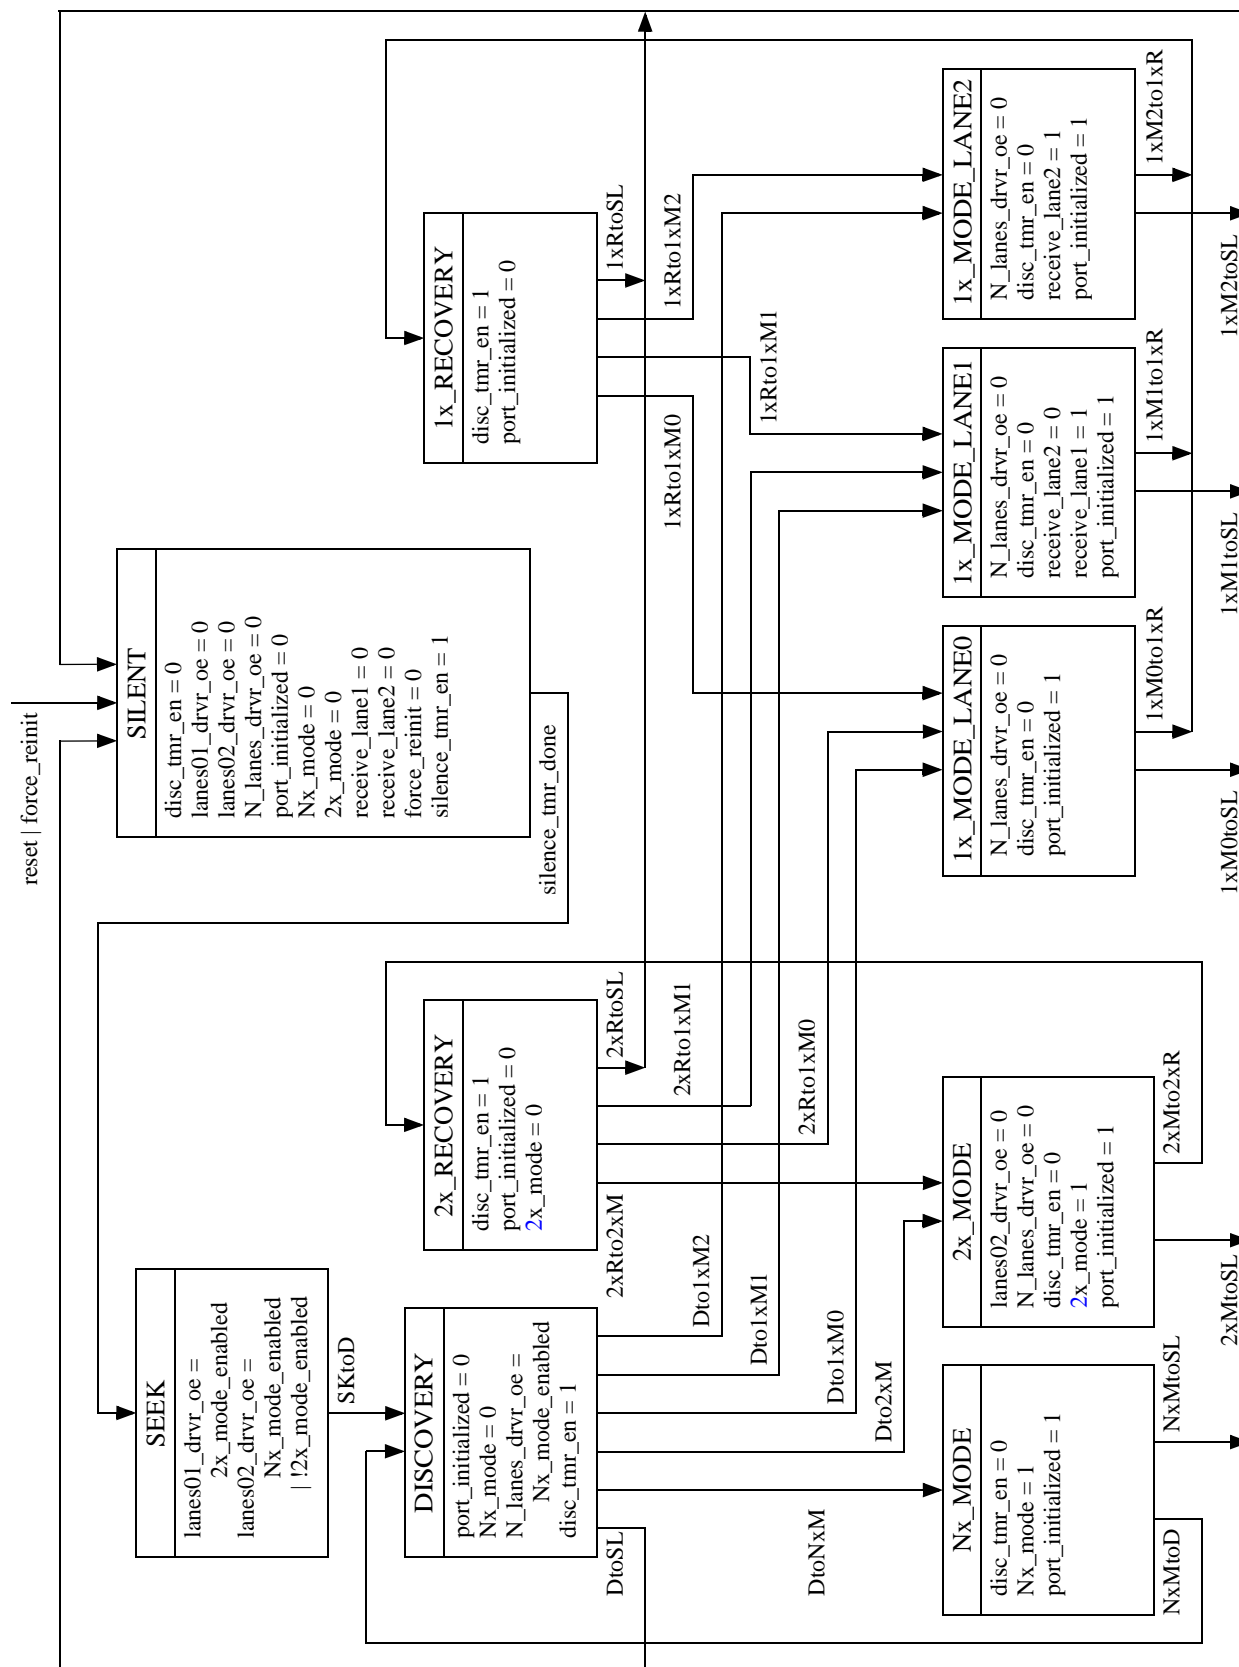 reset | force_reinit
SILENT
disc_tmr_en = 0
lanes01_drvr_oe = 0
lanes02_drvr_oe = 0
N_lanes_drvr_oe = 0
port_initialized = 0
Nx_mode = 0
2x_mode = 0
receive_lane1 = 0
receive_lane2 = 0
force_reinit = 0
silence_tmr_en = 1
silence_tmr_done
SEEK
lanes01_drvr_oe =
2x_mode_enabled
lanes02_drvr_oe =
Nx_mode_enabled
| !2x_mode_enabled
SKtoD
DISCOVERY
port_initialized = 0
Nx_mode = 0
N_lanes_drvr_oe =
Nx_mode_enabled
disc_tmr_en = 1
DtoSL
2x_RECOVERY
disc_tmr_en = 1
port_initialized = 0
2x_mode = 0
2xRto2xM
2xRtoSL
1x_RECOVERY
disc_tmr_en = 1
port_initialized = 0
1xRtoSL
1xRto1xM0
1xRto1xM2
2xRto1xM1
Dto1xM2
1xRto1xM1
Dto1xM1
2xRto1xM0
Dto1xM0
DtoNxM
Dto2xM
Nx_MODE
disc_tmr_en = 0
Nx_mode = 1
port_initialized = 1
NxMtoD
NxMtoSL
2x_MODE
lanes02_drvr_oe = 0
N_lanes_drvr_oe = 0
disc_tmr_en = 0
2x_mode = 1
port_initialized = 1
2xMto2xR
2xMtoSL
1x_MODE_LANE0
N_lanes_drvr_oe = 0
disc_tmr_en = 0
port_initialized = 1
1xM0to1xR
1xM0toSL
1x_MODE_LANE1
N_lanes_drvr_oe = 0
disc_tmr_en = 0
receive_lane2 = 0
receive_lane1 = 1
port_initialized = 1
1xM1to1xR
1xM1toSL
1x_MODE_LANE2
N_lanes_drvr_oe = 0
disc_tmr_en = 0
receive_lane2 = 1
port_initialized = 1
1xM2to1xR
1xM2toSL